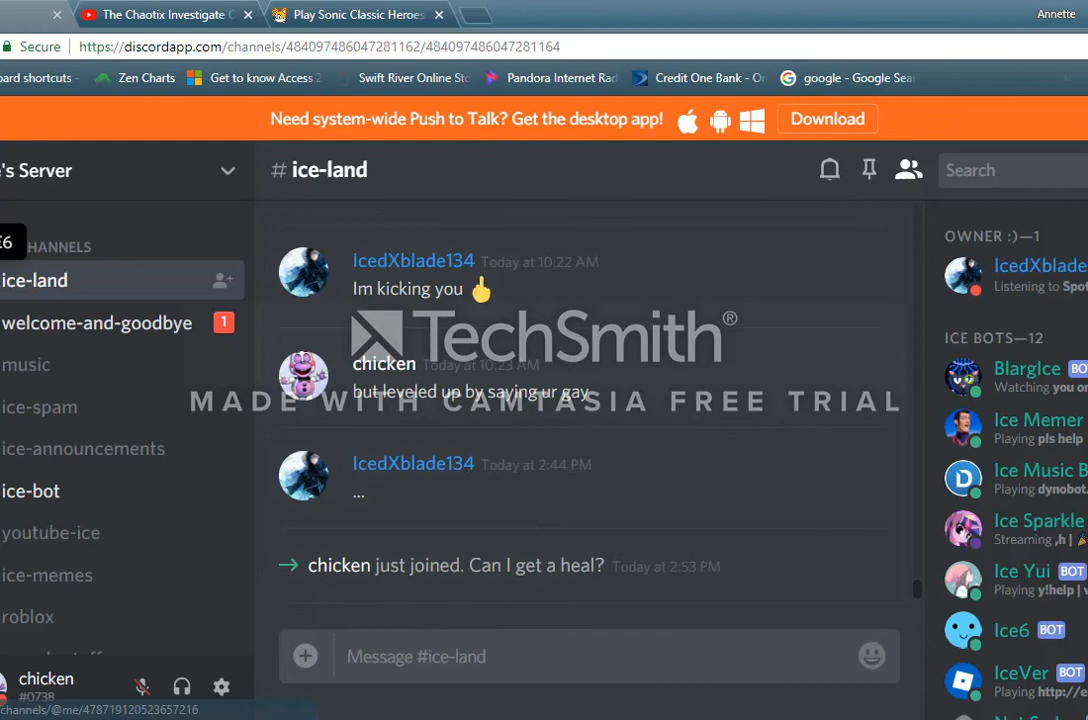 The Chaotix Investigate
Play Sonic Classic Heroes
Annette
Secure
https://discordapp.com/channels/484097486047281162/484097486047281164
oard shortcuts
Zen Charts
Get to know Access 2
Swift River Online Sto
Pandora Internet Rad
Credit One Bank - On
google - Google Sear
Need system-wide Push to Talk? Get the desktop app!
Download
's Server
# ice-land
Search
E6
HANNELS
ice-land
welcome-and-goodbye
1
music
ice-spam
ice-announcements
ice-bot
youtube-ice
ice-memes
roblox
chicken
#0738
channels/@me/478719120523657216
IcedXblade134 Today at 10:22 AM
Im kicking you
chicken Today at 10:23 AM
but leveled up by saying ur gay
IcedXblade134 Today at 2:44 PM
...
chicken just joined. Can I get a heal? Today at 2:53 PM
Message #ice-land
TechSmith®
MADE WITH CAMTASIA FREE TRIAL
OWNER :)—1
IcedXblade
Listening to Spot
ICE BOTS—12
BlargIce BO
Watching you on
Ice Memer
Playing pls help
Ice Music B
Playing dynobot.
Ice Sparkle
Streaming ,h |
Ice Yui BOT
Playing y!help |
Ice6 BOT
IceVer BOT
Playing http://e